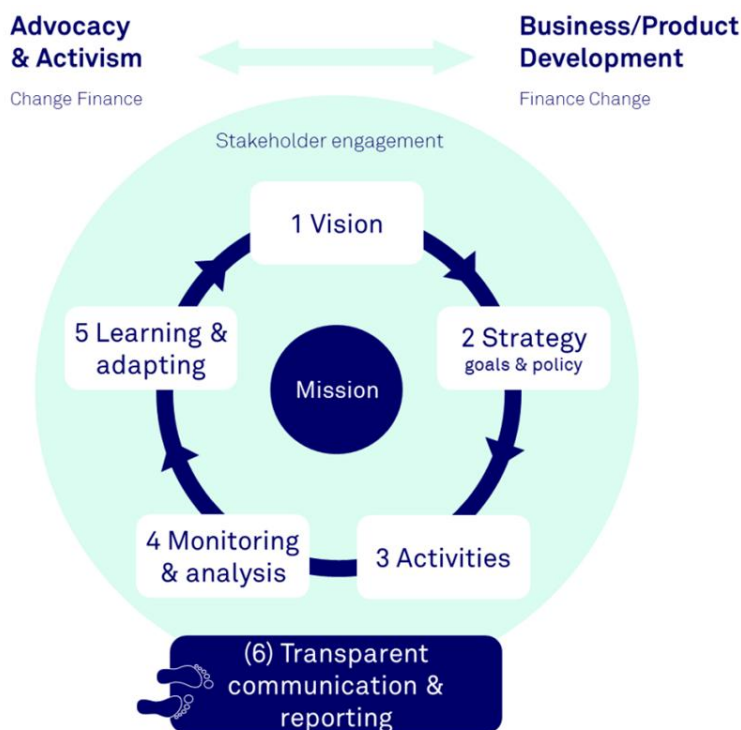 Advocacy
& Activism
Change Finance
Business/Product
Development
Finance Change
Stakeholder engagement
1 Vision
2 Strategy
goals & policy
3 Activities
4 Monitoring
& analysis
5 Learning &
adapting
Mission
(6) Transparent
communication &
reporting